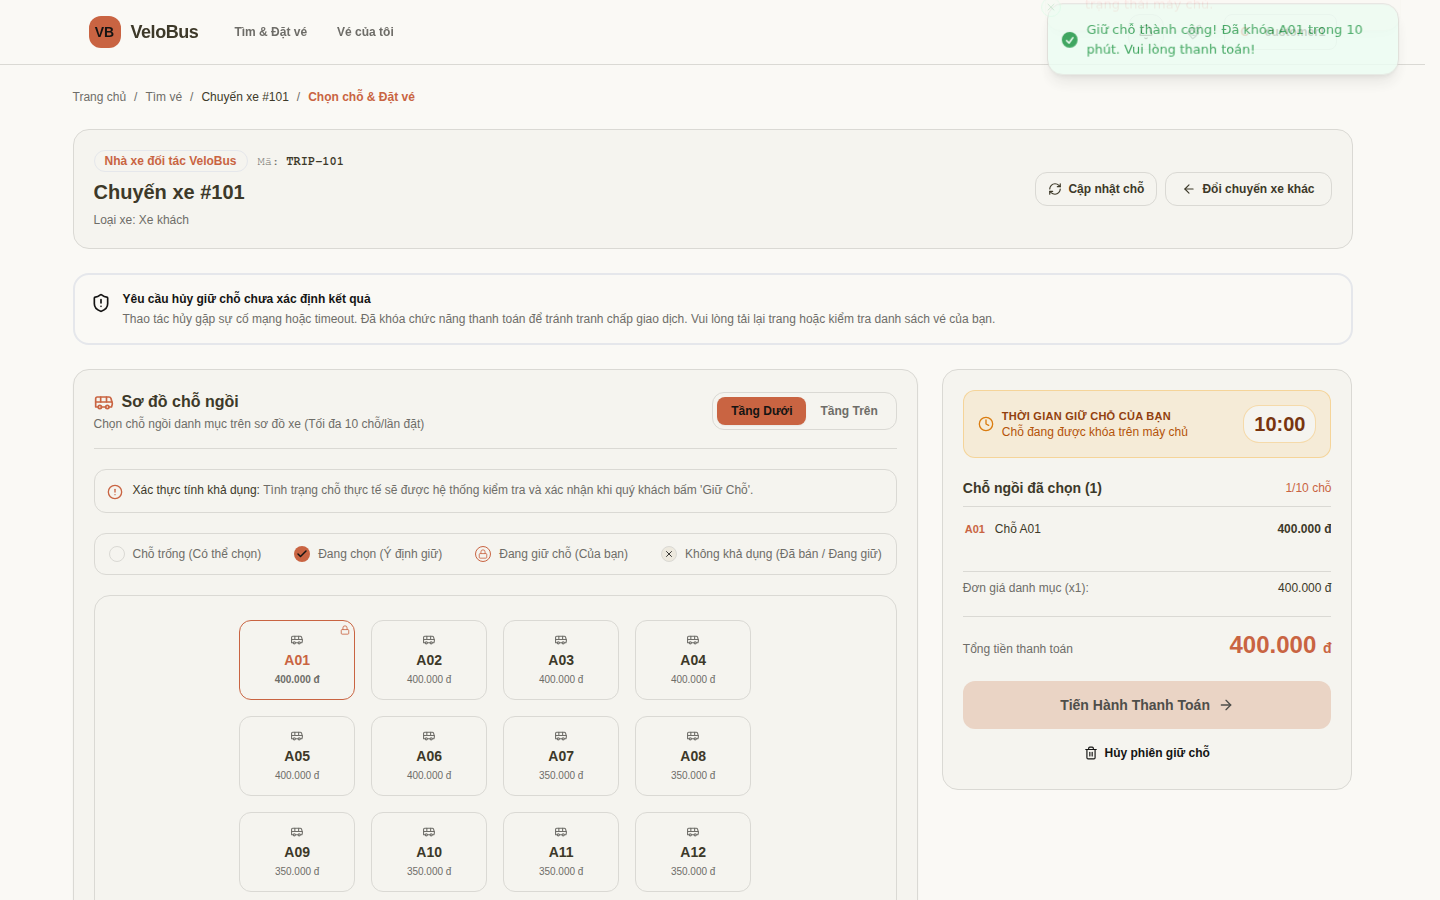 VB VeloBus Tìm & Đặt vé Vé của tôi
Giữ chỗ thành công! Đã khóa A01 trong 10
phút. Vui lòng thanh toán!
Trang chủ / Tìm vé / Chuyến xe #101 / Chọn chỗ & Đặt vé
Nhà xe đối tác VeloBus Mã: TRIP-101
Chuyến xe #101
Loại xe: Xe khách
Cập nhật chỗ Đổi chuyến xe khác
Yêu cầu hủy giữ chỗ chưa xác định kết quả
Thao tác hủy gặp sự cố mạng hoặc timeout. Đã khóa chức năng thanh toán để tránh tranh chấp giao dịch. Vui lòng tải lại trang hoặc kiểm tra danh sách vé của bạn.
Sơ đồ chỗ ngồi
Chọn chỗ ngồi danh mục trên sơ đồ xe (Tối đa 10 chỗ/lần đặt)
Tầng Dưới Tầng Trên
Xác thực tính khả dụng: Tình trạng chỗ thực tế sẽ được hệ thống kiểm tra và xác nhận khi quý khách bấm 'Giữ Chỗ'.
Chỗ trống (Có thể chọn) Đang chọn (Ý định giữ) Đang giữ chỗ (Của bạn) Không khả dụng (Đã bán / Đang giữ)
A01 A02 A03 A04
400.000 đ 400.000 đ 400.000 đ 400.000 đ
A05 A06 A07 A08
400.000 đ 400.000 đ 350.000 đ 350.000 đ
A09 A10 A11 A12
350.000 đ 350.000 đ 350.000 đ 350.000 đ
THỜI GIAN GIỮ CHỖ CỦA BẠN
Chỗ đang được khóa trên máy chủ
10:00
Chỗ ngồi đã chọn (1) 1/10 chỗ
A01 Chỗ A01 400.000 đ
Đơn giá danh mục (x1): 400.000 đ
Tổng tiền thanh toán 400.000 đ
Tiến Hành Thanh Toán
Hủy phiên giữ chỗ